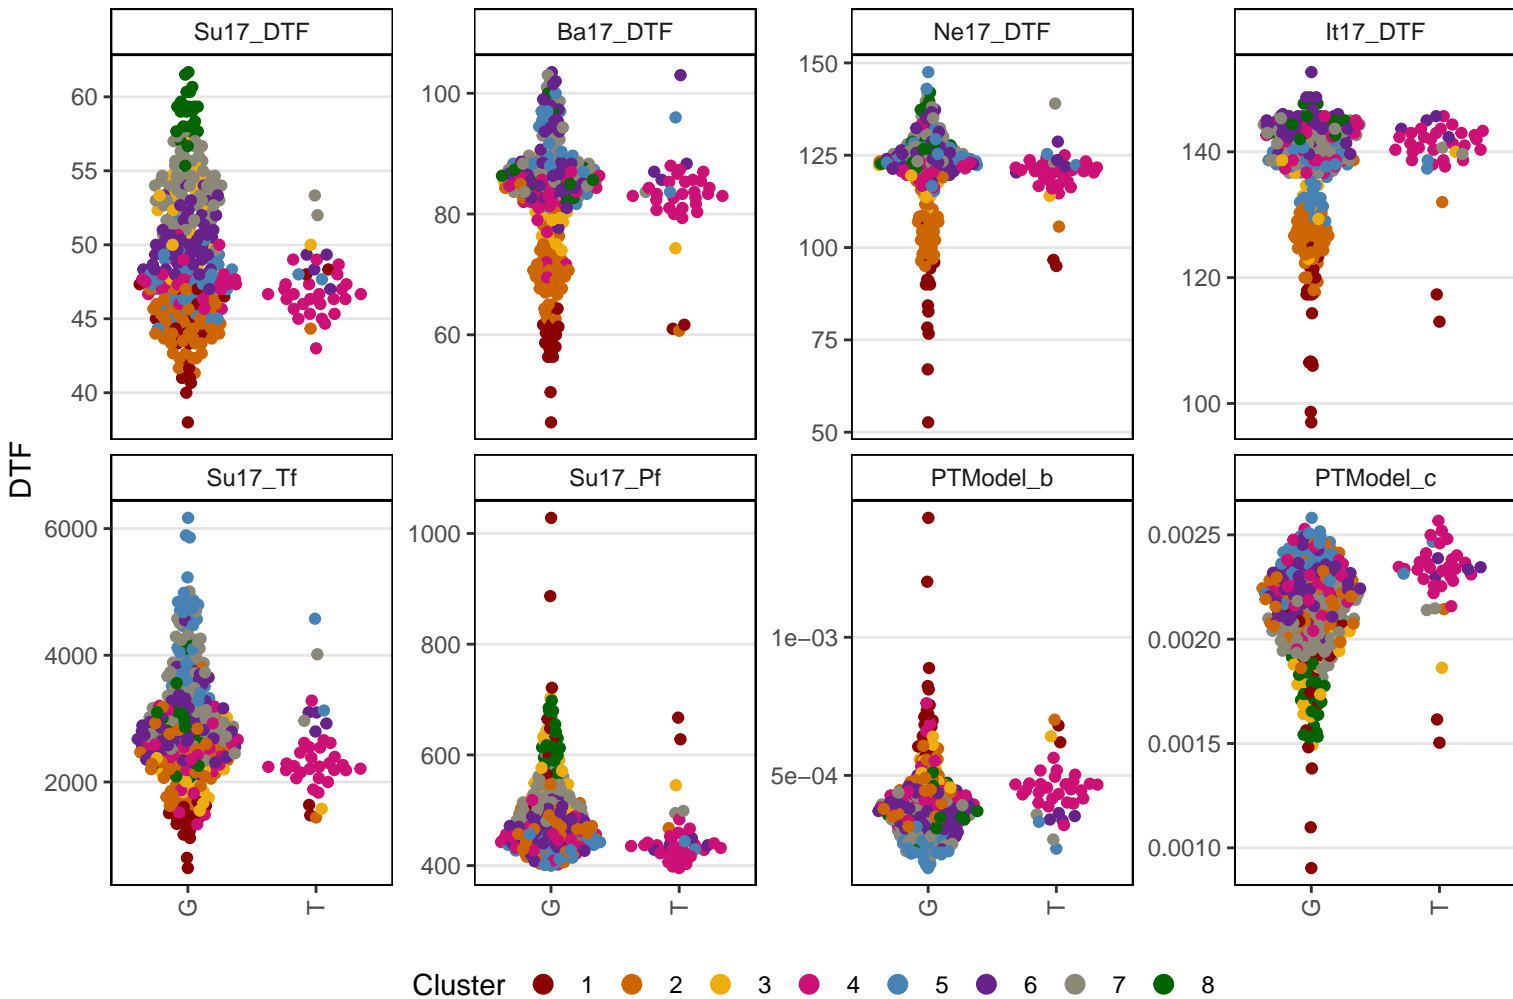 Su17_DTF
Ba17_DTF
Ne17_DTF
It17_DTF
60
55
50
45
40
100
80
60
150
125
100
75
50
140
120
100
DTF
Su17_Tf
Su17_Pf
PTModel_b
PTModel_c
6000
4000
2000
1000
800
600
400
1e−03
5e−04
0.0025
0.0020
0.0015
0.0010
G
T
G
T
G
T
G
T
Cluster 1 2 3 4 5 6 7 8